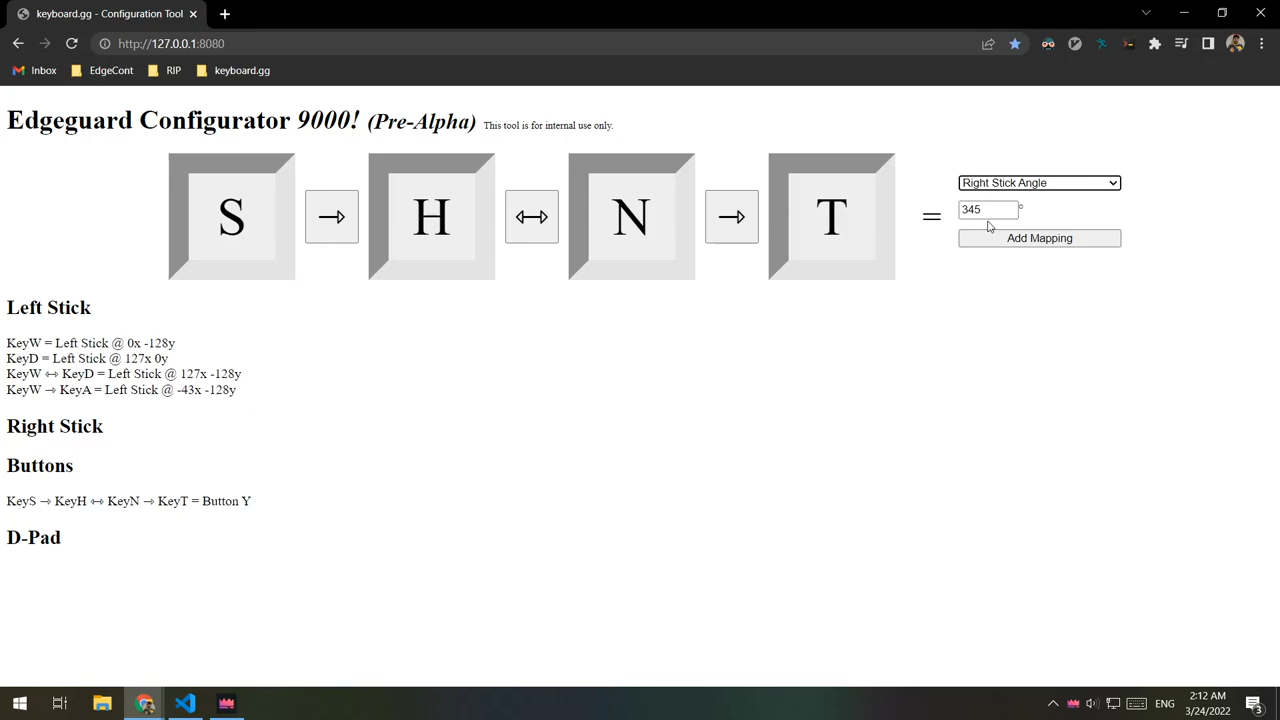 keyboard.gg - Configuration Tool
http://127.0.0.1:8080
Inbox EdgeCont RIP keyboard.gg
Edgeguard Configurator 9000! (Pre-Alpha) This tool is for internal use only.
S → H ⇿ N → T =
Right Stick Angle
345 °
Add Mapping
Left Stick
KeyW = Left Stick @ 0x -128y
KeyD = Left Stick @ 127x 0y
KeyW ⇿ KeyD = Left Stick @ 127x -128y
KeyW ⇾ KeyA = Left Stick @ -43x -128y
Right Stick
Buttons
KeyS ⇾ KeyH ⇿ KeyN ⇾ KeyT = Button Y
D-Pad
ENG
2:12 AM
3/24/2022
3